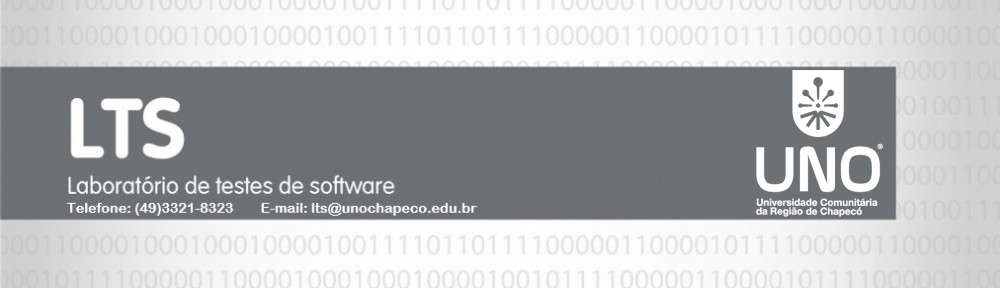 LTS
Laboratório de testes de software
Telefone: (49)3321-8323 E-mail: lts@unochapeco.edu.br
UNO®
Universidade Comunitária
da Região de Chapecó